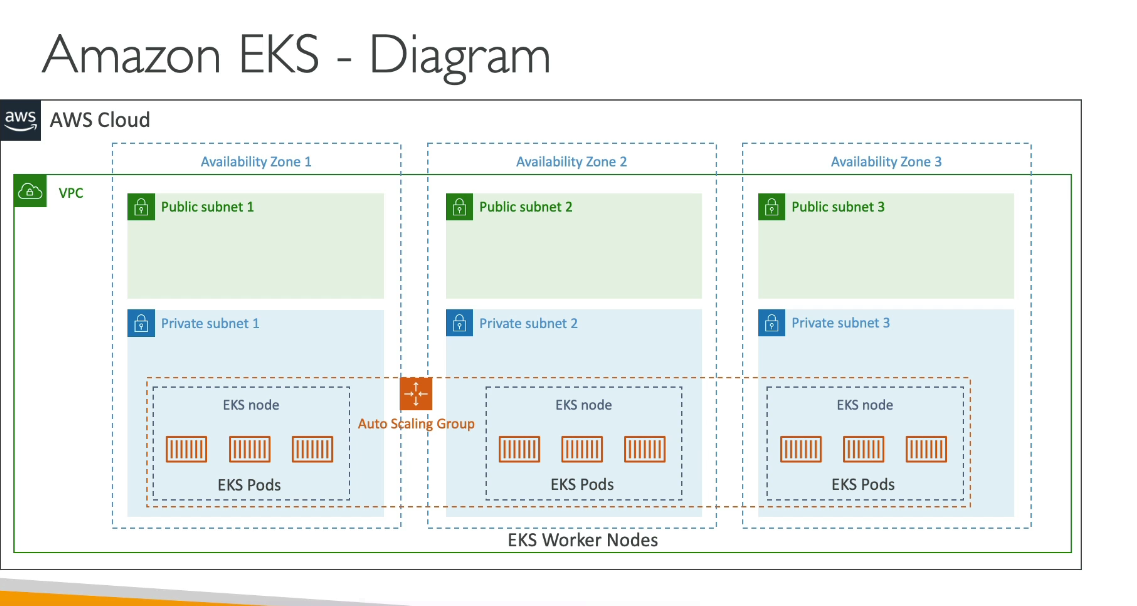 Amazon EKS - Diagram
aws
AWS Cloud
Availability Zone 1
Availability Zone 2
Availability Zone 3
VPC
Public subnet 1
Public subnet 2
Public subnet 3
Private subnet 1
Private subnet 2
Private subnet 3
EKS node
EKS node
EKS node
Auto Scaling Group
EKS Pods
EKS Pods
EKS Pods
EKS Worker Nodes